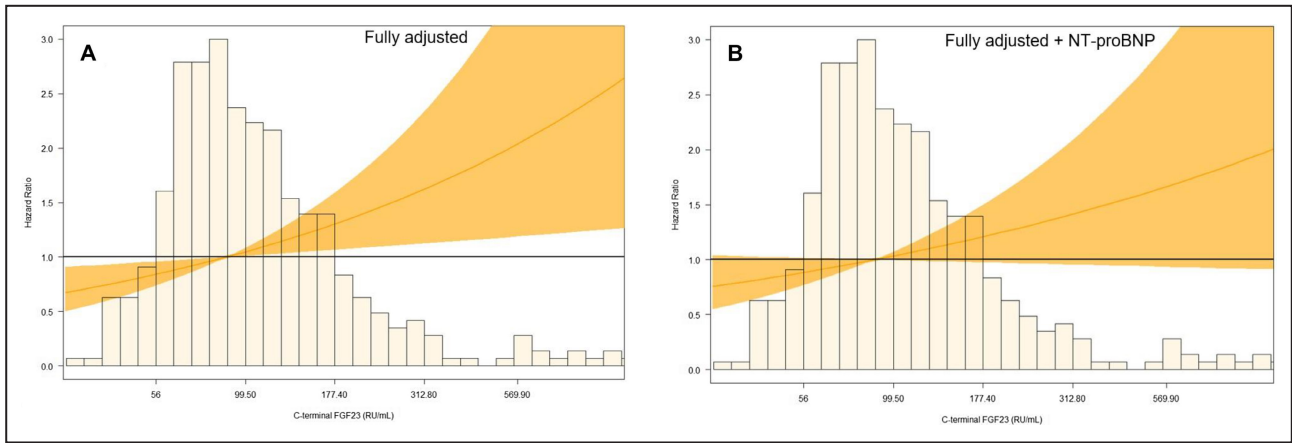 A
Fully adjusted
3.0
2.5
2.0
1.5
1.0
0.5
0.0
Hazard Ratio
56 99.50 177.40 312.80 569.90
C-terminal FGF23 (RU/mL)
B
Fully adjusted + NT-proBNP
3.0
2.5
2.0
1.5
1.0
0.5
0.0
Hazard Ratio
56 99.50 177.40 312.80 569.90
C-terminal FGF23 (RU/mL)